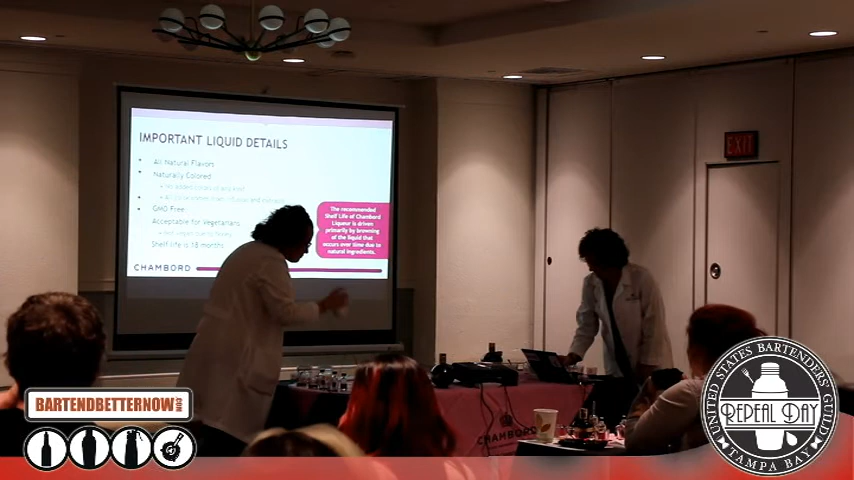 IMPORTANT LIQUID DETAILS
EXIT
• All Natural Flavors
• Naturally Colored
• GMO Free
Acceptable for Vegetarians
Shelf life is 18 months
The recommended
Shelf Life of Chambord
Liqueur is driven
primarily by browning
of the liquid that
occurs over time due to
natural ingredients.
CHAMBORD
CHAMBORD
BARTENDBETTERNOW.COM
UNITED STATES BARTENDERS' GUILD
REPEAL DAY
TAMPA BAY